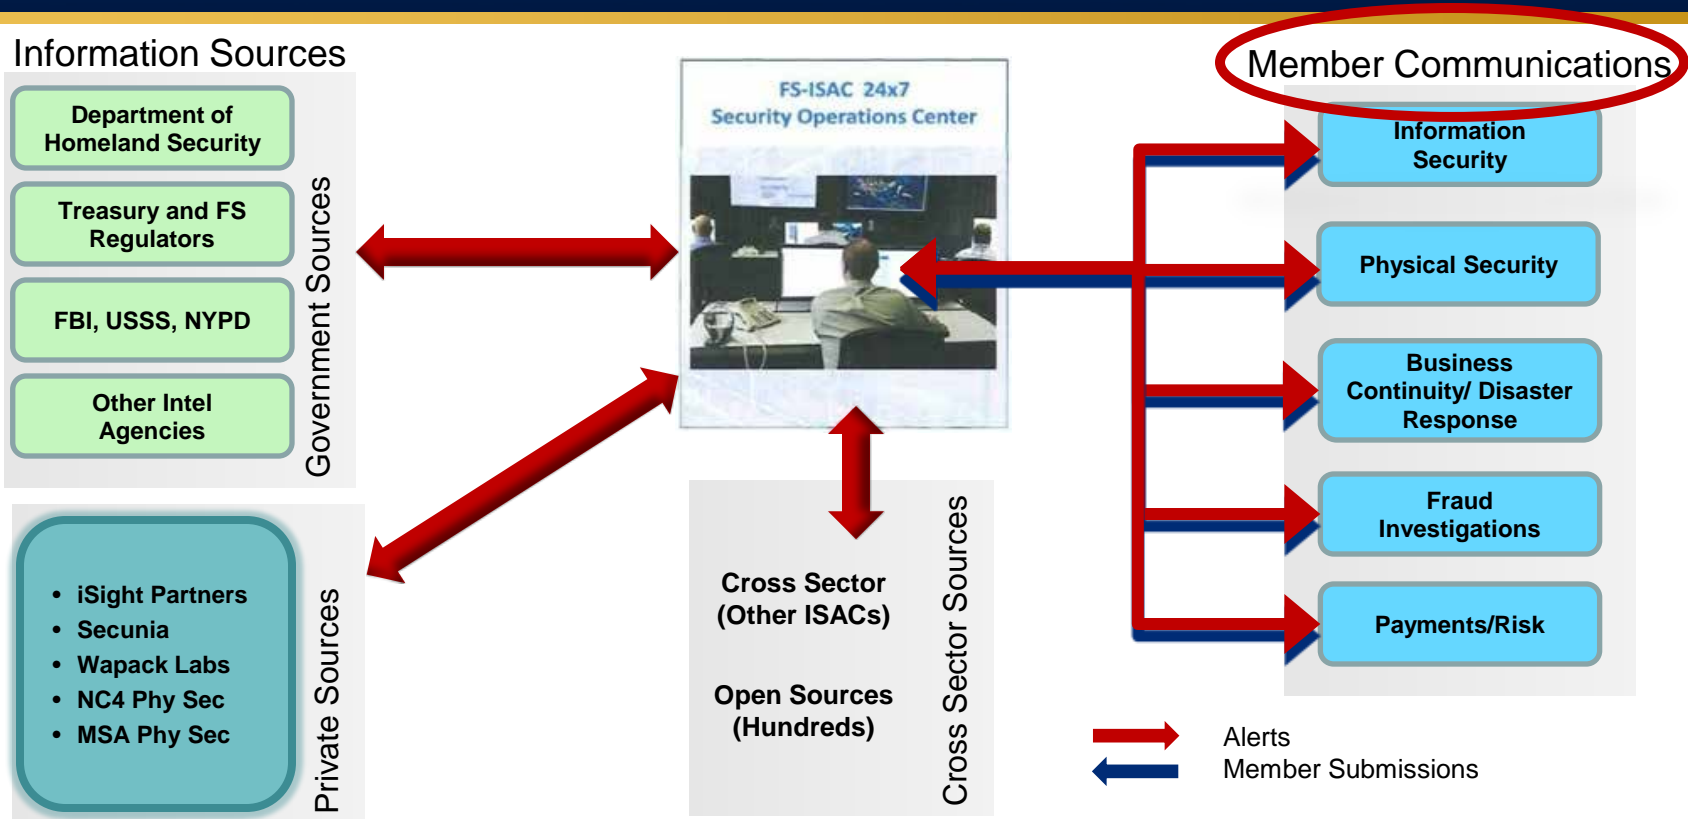 Information Sources
Department of
Homeland Security
Treasury and FS
Regulators
FBI, USSS, NYPD
Other Intel
Agencies
Government Sources
• iSight Partners
• Secunia
• Wapack Labs
• NC4 Phy Sec
• MSA Phy Sec
Private Sources
FS-ISAC 24x7
Security Operations Center
Cross Sector
(Other ISACs)
Open Sources
(Hundreds)
Cross Sector Sources
Member Communications
Information
Security
Physical Security
Business
Continuity/ Disaster
Response
Fraud
Investigations
Payments/Risk
Alerts
Member Submissions